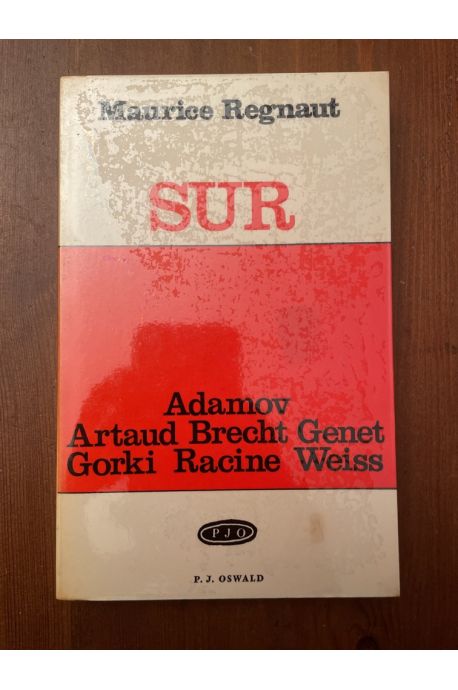 Maurice Regnaut
SUR
Adamov
Artaud Brecht Genet
Gorki Racine Weiss
PJO
P. J. OSWALD